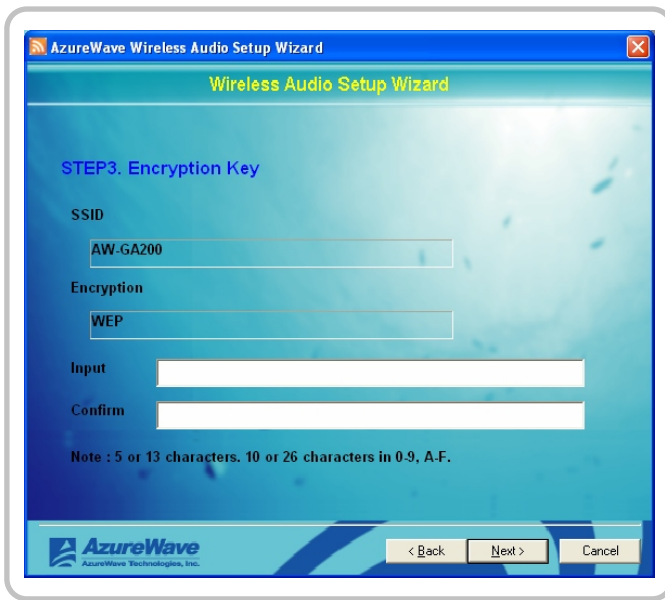 AzureWave Wireless Audio Setup Wizard
Wireless Audio Setup Wizard
STEP3. Encryption Key
SSID
AW-GA200
Encryption
WEP
Input
Confirm
Note : 5 or 13 characters. 10 or 26 characters in 0-9, A-F.
AzureWave
AzureWave Technologies, Inc.
< Back
Next >
Cancel